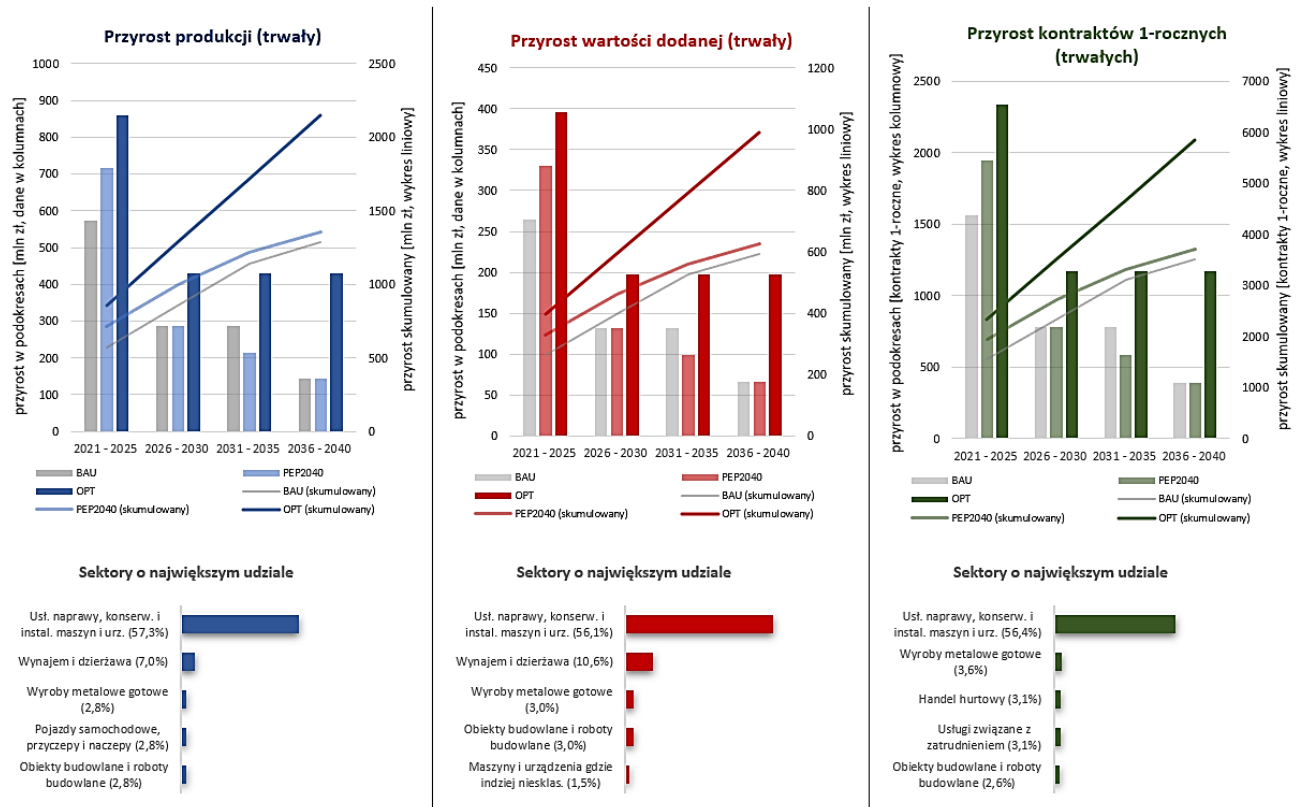 Przyrost produkcji (trwały)
przyrost w podokresach [mln zł, dane w kolumnach]
1000
900
800
700
600
500
400
300
200
100
0
2500
2000
1500
1000
500
0
przyrost skumulowany [mln zł, wykres liniowy]
2021 - 2025 2026 - 2030 2031 - 2035 2036 - 2040
BAU PEP2040
OPT BAU (skumulowany)
PEP2040 (skumulowany) OPT (skumulowany)
Sektory o największym udziale
Usł. naprawy, konserw. i
instal. maszyn i urz. (57,3%)
Wynajem i dzierżawa (7,0%)
Wyroby metalowe gotowe
(2,8%)
Pojazdy samochodowe,
przyczepy i naczepy (2,8%)
Obiekty budowlane i roboty
budowlane (2,8%)
Przyrost wartości dodanej (trwały)
przyrost w podokresach [mln zł, dane w kolumnach]
450
400
350
300
250
200
150
100
50
0
1200
1000
800
600
400
200
0
przyrost skumulowany [mln zł, wykres liniowy]
2021 - 2025 2026 - 2030 2031 - 2035 2036 - 2040
BAU PEP2040
OPT BAU (skumulowany)
PEP2040 (skumulowany) OPT (skumulowany)
Sektory o największym udziale
Usł. naprawy, konserw. i
instal. maszyn i urz. (56,1%)
Wynajem i dzierżawa (10,6%)
Wyroby metalowe gotowe
(3,0%)
Obiekty budowlane i roboty
budowlane (3,0%)
Maszyny i urządzenia gdzie
indziej niesklas. (1,5%)
Przyrost kontraktów 1-rocznych
(trwałych)
przyrost w podokresach [kontrakty 1-roczne, wykres kolumnowy]
2500
2000
1500
1000
500
0
7000
6000
5000
4000
3000
2000
1000
0
przyrost skumulowany [kontrakty 1-roczne, wykres liniowy]
2021 - 2025 2026 - 2030 2031 - 2035 2036 - 2040
BAU PEP2040
OPT BAU (skumulowany)
PEP2040 (skumulowany) OPT (skumulowany)
Sektory o największym udziale
Usł. naprawy, konserw. i
instal. maszyn i urz. (56,4%)
Wyroby metalowe gotowe
(3,6%)
Handel hurtowy (3,1%)
Usługi związane z
zatrudnieniem (3,1%)
Obiekty budowlane i roboty
budowlane (2,6%)